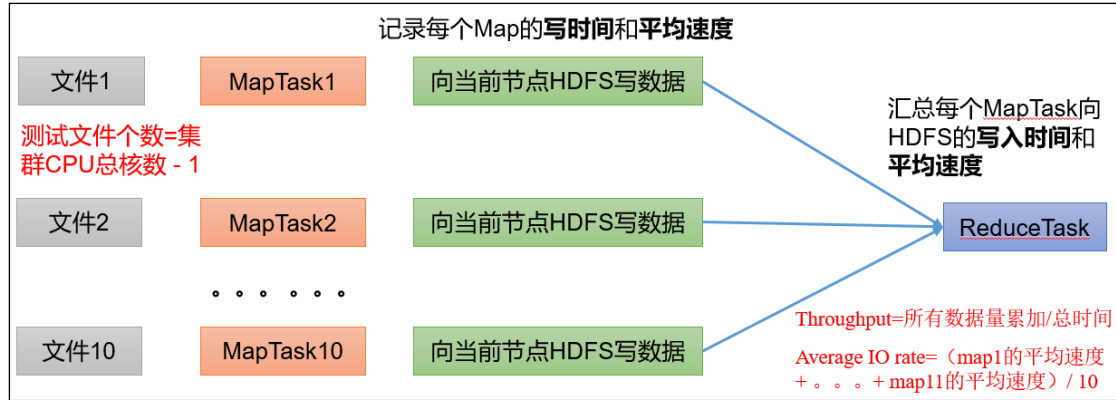 记录每个Map的写时间和平均速度
文件1
MapTask1
向当前节点HDFS写数据
测试文件个数=集
群CPU总核数 - 1
汇总每个MapTask向
HDFS的写入时间和
平均速度
文件2
MapTask2
向当前节点HDFS写数据
ReduceTask
。。。。。。
文件10
MapTask10
向当前节点HDFS写数据
Throughput=所有数据量累加/总时间
Average IO rate=（map1的平均速度
+ 。。。+ map11的平均速度）/ 10